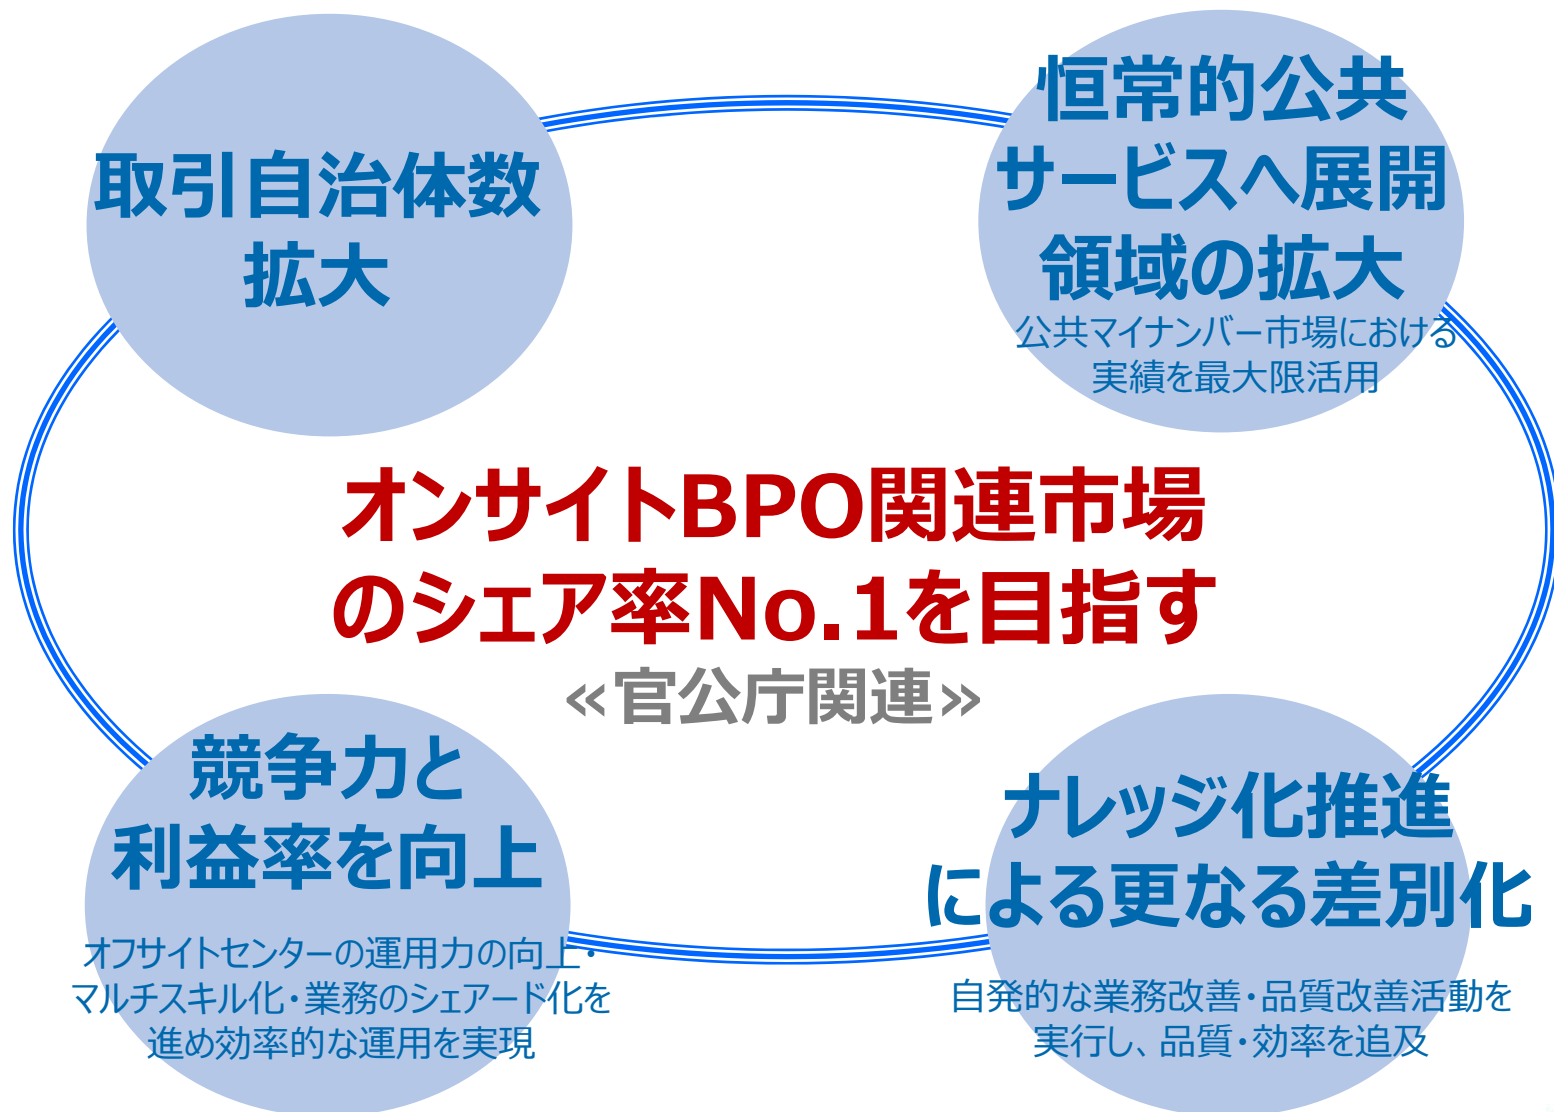 取引自治体数
拡大
恒常的公共
サービスへ展開
領域の拡大
公共マイナンバー市場における
実績を最大限活用
オンサイトBPO関連市場
のシェア率No.1を目指す
≪官公庁関連≫
競争力と
利益率を向上
オフサイトセンターの運用力の向上・
マルチスキル化・業務のシェアード化を
進め効率的な運用を実現
ナレッジ化推進
による更なる差別化
自発的な業務改善・品質改善活動を
実行し、品質・効率を追及